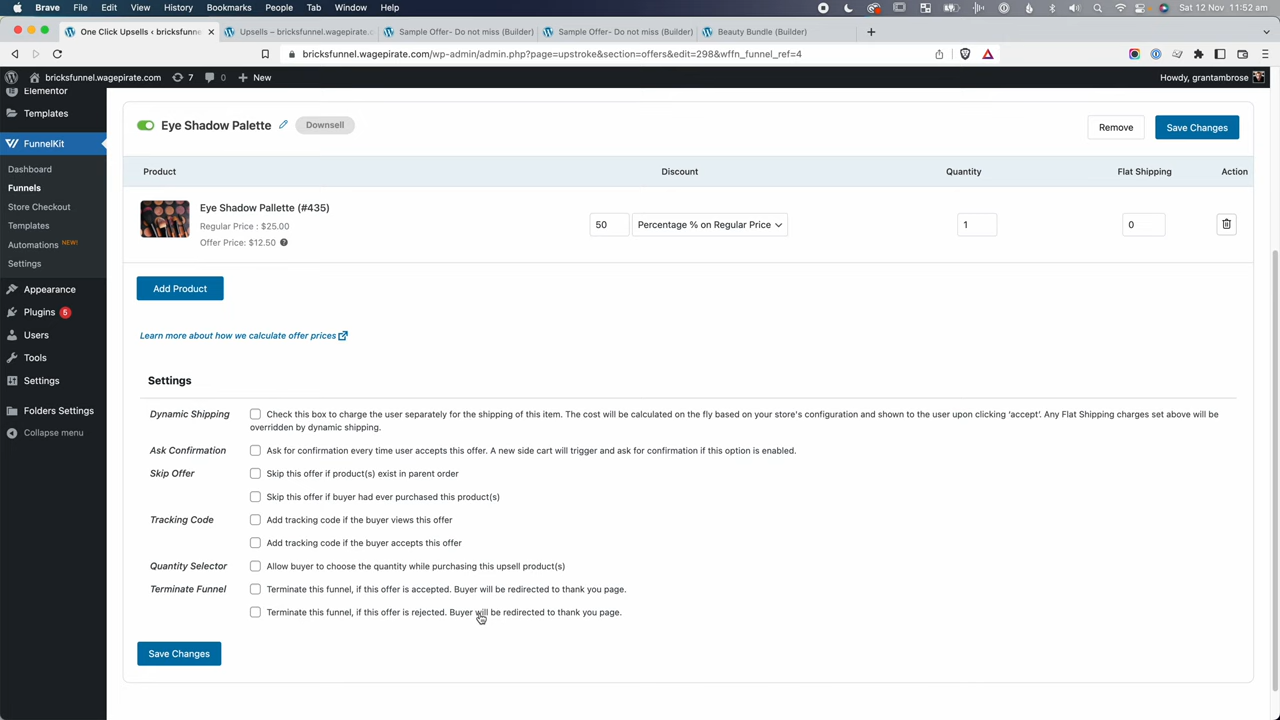 Brave File Edit View History Bookmarks People Tab Window Help
Wed 12 Apr 11:50 am
One Click Upsells ‹ bricksfunnel
Upsells – bricksfunnel.wagepirate.c
Sample Offer- Do not miss (Builder)
Sample Offer- Do not miss (Builder)
Beauty Bundle (Builder)
bricksfunnel.wagepirate.com/wp-admin/admin.php?page=upstroke&section=offers&edit=298&wffn_funnel_ref=4
bricksfunnel.wagepirate.com 7 0 New
Howdy, grantambrose
Elementor
Templates
FunnelKit
Dashboard
Funnels
Store Checkout
Templates
Automations NEW!
Settings
Appearance
Plugins 5
Users
Tools
Settings
Folders Settings
Collapse menu
Eye Shadow Palette Downsell
Remove Save Changes
Product Discount Quantity Flat Shipping Action
Eye Shadow Pallette (#435)
Regular Price : $25.00
Offer Price: $12.50 ?
50 Percentage % on Regular Price 1 0
Add Product
Learn more about how we calculate offer prices
Settings
Dynamic Shipping Check this box to charge the user separately for the shipping of this item. The cost will be calculated on the fly based on your store's configuration and shown to the user upon clicking 'accept'. Any Flat Shipping charges set above will be
overridden by dynamic shipping.
Ask Confirmation Ask for confirmation every time user accepts this offer. A new side cart will trigger and ask for confirmation if this option is enabled.
Skip Offer Skip this offer if product(s) exist in parent order
Skip this offer if buyer had ever purchased this product(s)
Tracking Code Add tracking code if the buyer views this offer
Add tracking code if the buyer accepts this offer
Quantity Selector Allow buyer to choose the quantity while purchasing this upsell product(s)
Terminate Funnel Terminate this funnel, if this offer is accepted. Buyer will be redirected to thank you page.
Terminate this funnel, if this offer is rejected. Buyer will be redirected to thank you page.
Save Changes